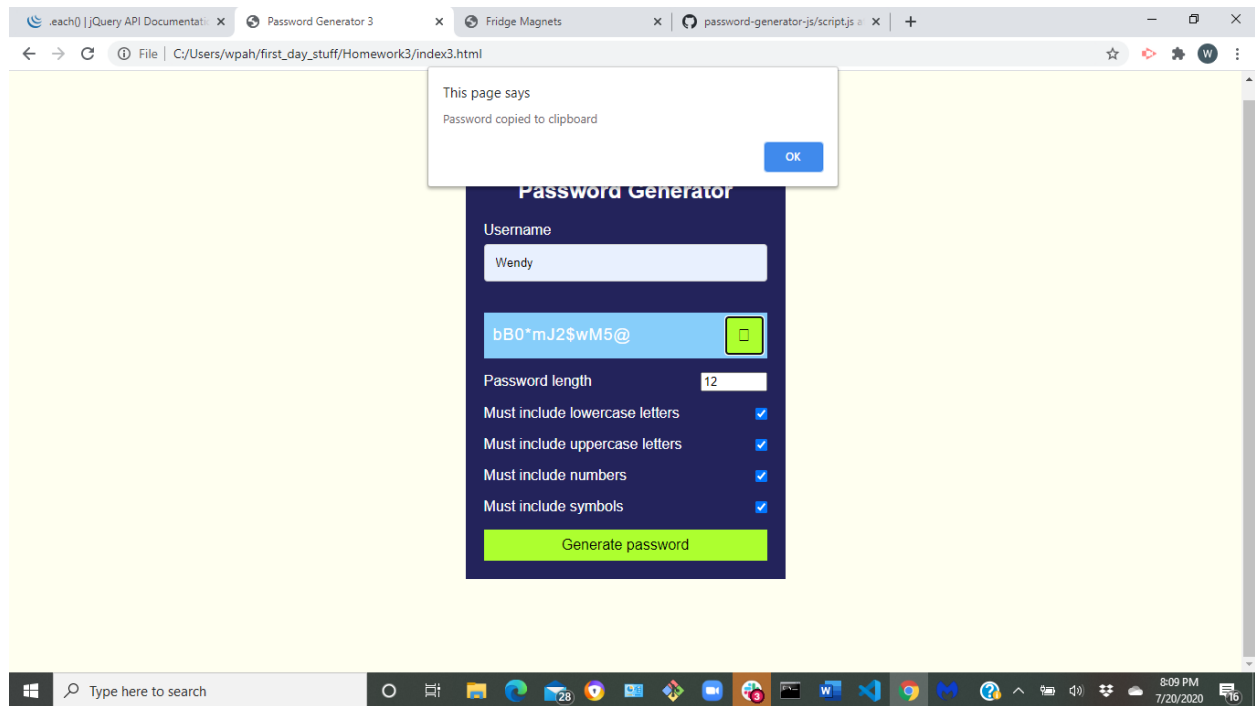 .each() | jQuery API Documentatic
Password Generator 3
Fridge Magnets
password-generator-js/script.js a
File | C:/Users/wpah/first_day_stuff/Homework3/index3.html
W
This page says
Password copied to clipboard
OK
Password Generator
Username
Wendy
bB0*mJ2$wM5@
Password length
12
Must include lowercase letters
Must include uppercase letters
Must include numbers
Must include symbols
Generate password
Type here to search
28
3
8:09 PM
7/20/2020
16